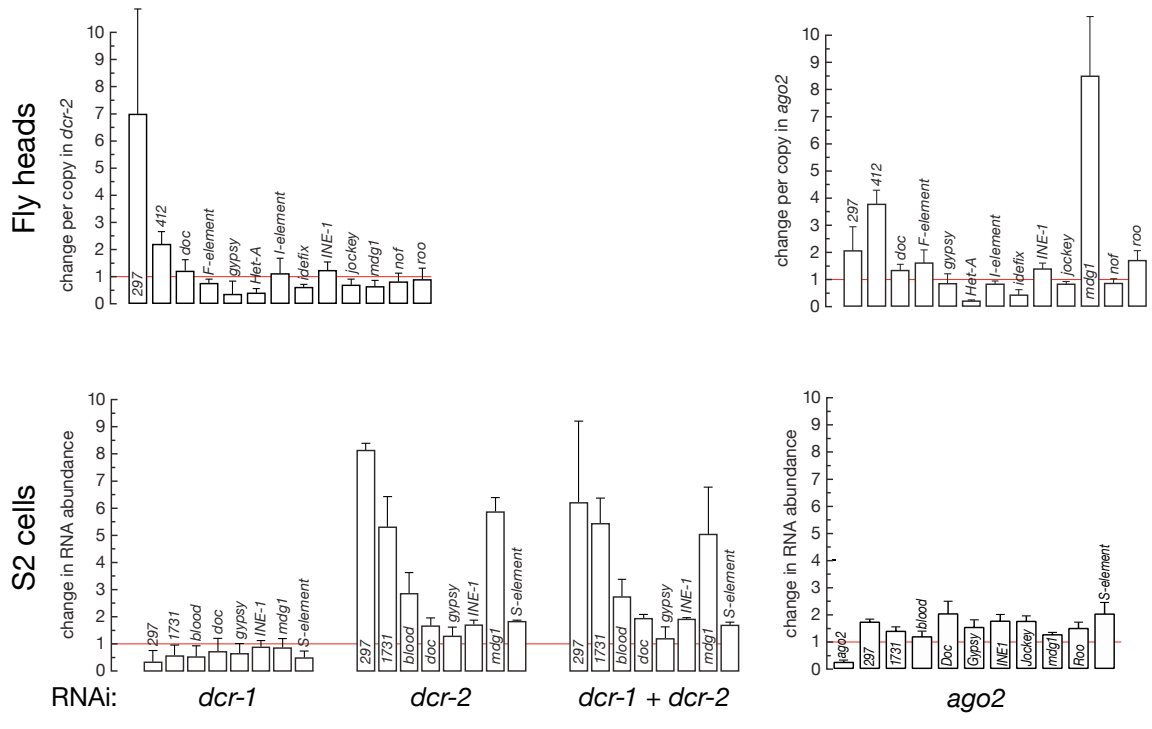 Fly heads
change per copy in dcr-2
10
9
8
7
6
5
4
3
2
1
0
297
412
doc
F-element
gypsy
Het-A
I-element
idefix
INE-1
jockey
mdg1
nof
roo
change per copy in ago2
10
9
8
7
6
5
4
3
2
1
0
297
412
doc
F-element
gypsy
Het-A
I-element
idefix
INE-1
jockey
mdg1
nof
roo
S2 cells
change in RNA abundance
10
9
8
7
6
5
4
3
2
1
0
297
1731
blood
doc
gypsy
INE-1
mdg1
S-element
297
1731
blood
doc
gypsy
INE-1
mdg1
S-element
297
1731
blood
doc
gypsy
INE-1
mdg1
S-element
change in RNA abundance
10
9
8
7
6
5
4
3
2
1
0
ago2
297
1731
blood
Doc
Gypsy
INE1
Jockey
mdg1
Roo
S-element
RNAi: dcr-1 dcr-2 dcr-1 + dcr-2 ago2